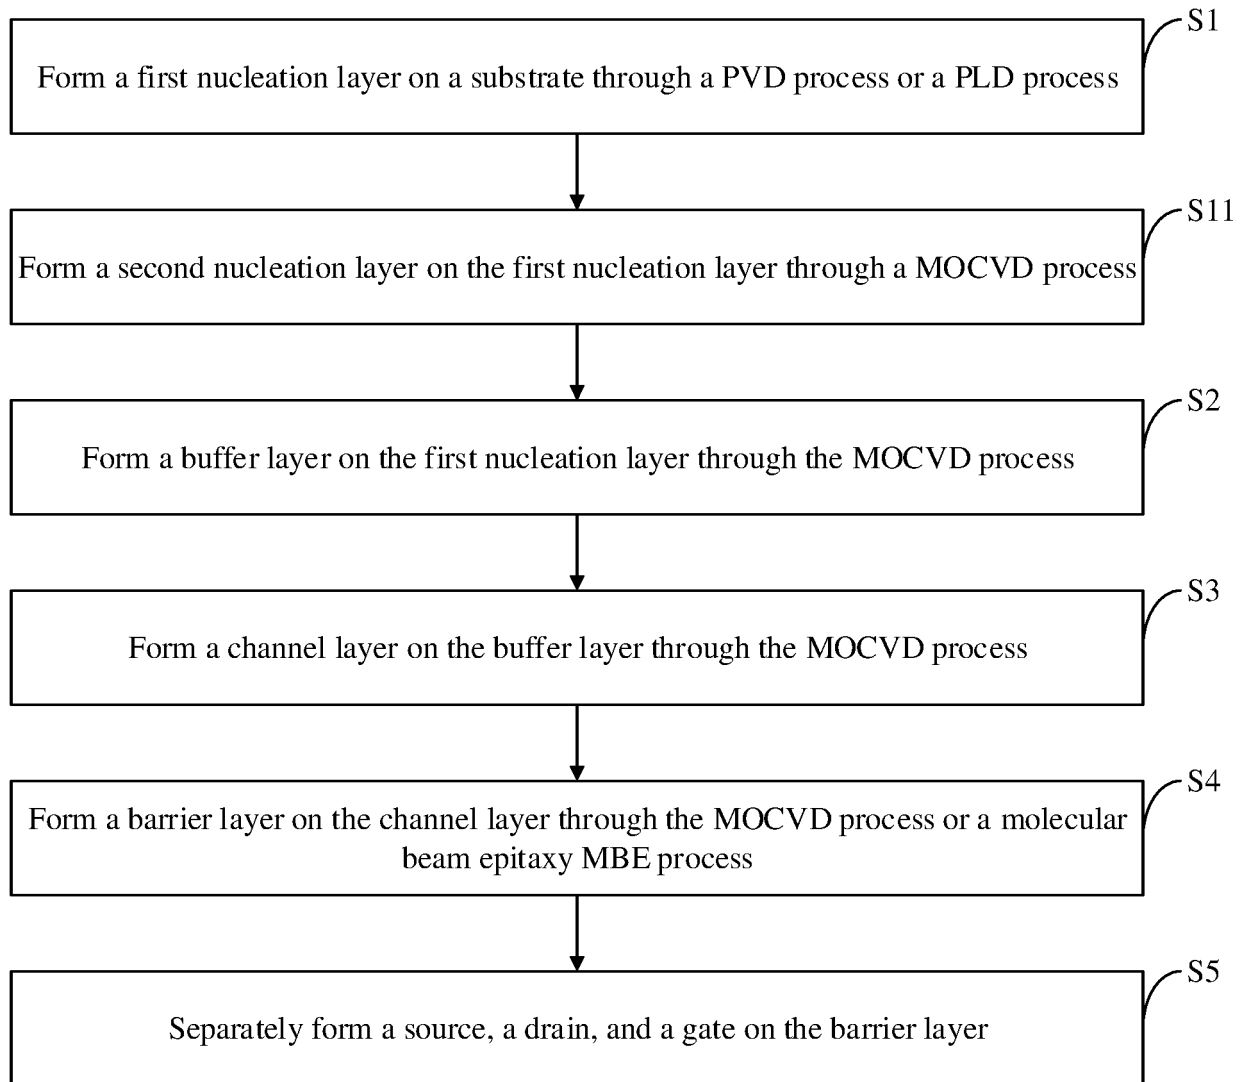 S1
Form a first nucleation layer on a substrate through a PVD process or a PLD process
S11
Form a second nucleation layer on the first nucleation layer through a MOCVD process
S2
Form a buffer layer on the first nucleation layer through the MOCVD process
S3
Form a channel layer on the buffer layer through the MOCVD process
S4
Form a barrier layer on the channel layer through the MOCVD process or a molecular
beam epitaxy MBE process
S5
Separately form a source, a drain, and a gate on the barrier layer